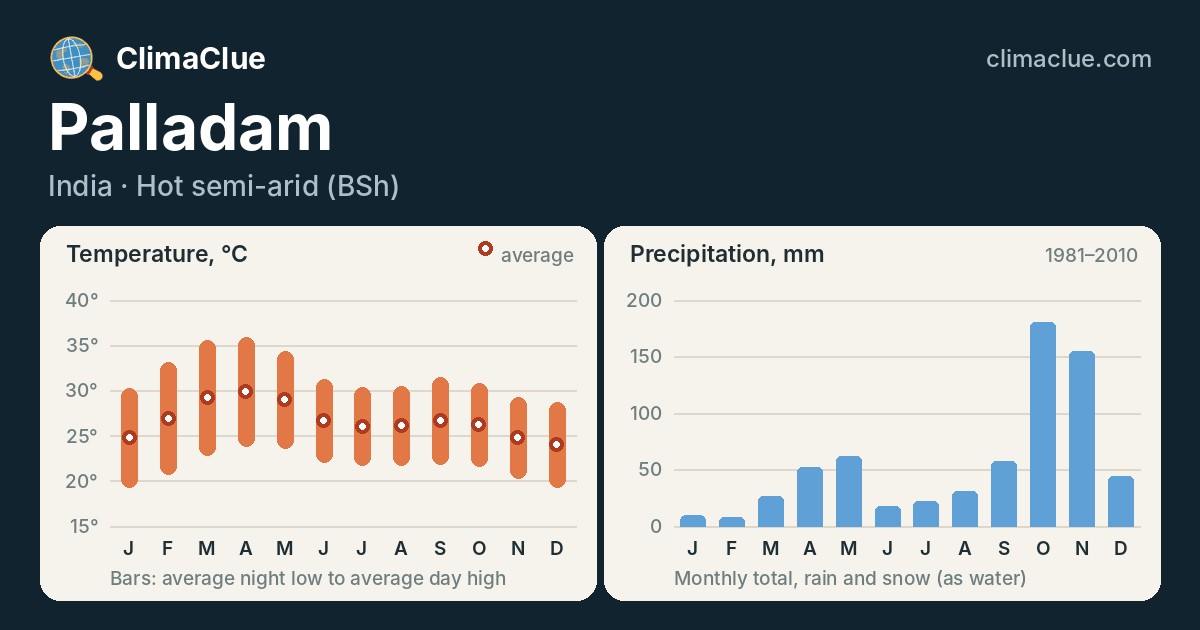 ClimaClue
climaclue.com
Palladam
India · Hot semi-arid (BSh)
Temperature, °C
average
40°
35°
30°
25°
20°
15°
J F M A M J J A S O N D
Bars: average night low to average day high
Precipitation, mm
1981–2010
200
150
100
50
0
J F M A M J J A S O N D
Monthly total, rain and snow (as water)